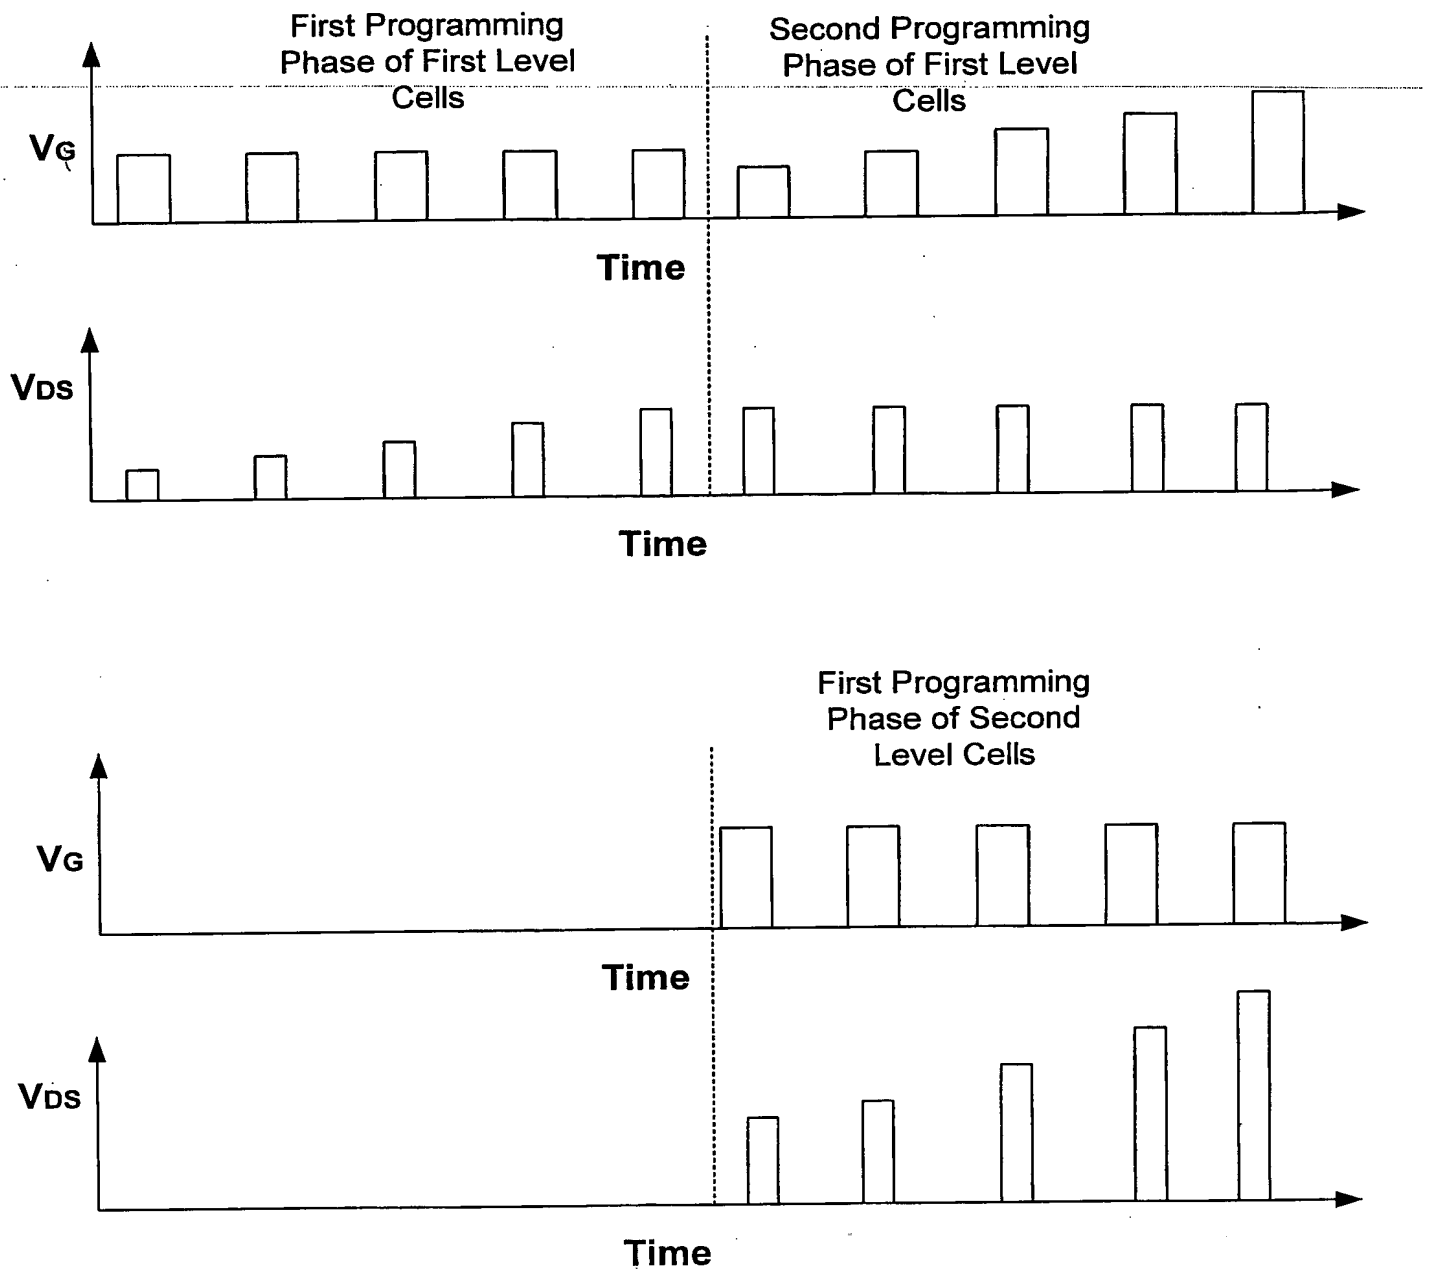 First Programming
Phase of First Level
Cells
Second Programming
Phase of First Level
Cells
VG
Time
VDS
Time
First Programming
Phase of Second
Level Cells
VG
Time
VDS
Time